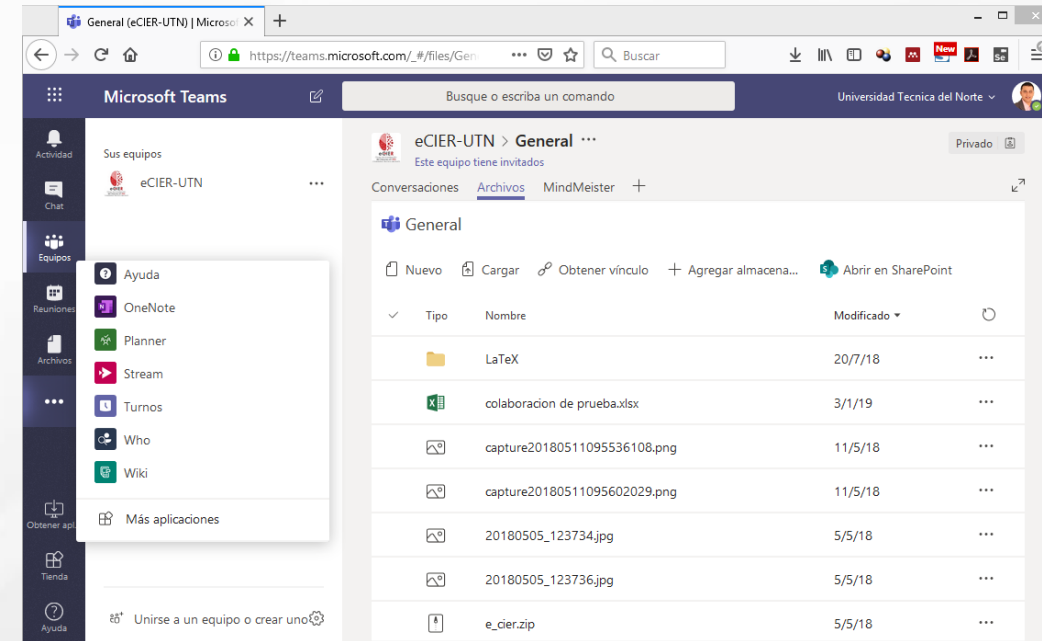 General (eCIER-UTN) | Microsof
https://teams.microsoft.com/_#/files/Gen
Buscar
New
Microsoft Teams
Busque o escriba un comando
Universidad Tecnica del Norte
Actividad
Chat
Equipos
Reuniones
Archivos
Obtener apl.
Tienda
Ayuda
Sus equipos
eCIER-UTN
Ayuda
OneNote
Planner
Stream
Turnos
Who
Wiki
Más aplicaciones
Unirse a un equipo o crear uno
eCIER-UTN > General
Privado
Este equipo tiene invitados
Conversaciones Archivos MindMeister
General
Nuevo Cargar Obtener vínculo Agregar almacena... Abrir en SharePoint
Tipo Nombre Modificado
LaTeX 20/7/18
colaboracion de prueba.xlsx 3/1/19
capture20180511095536108.png 11/5/18
capture20180511095602029.png 11/5/18
20180505_123734.jpg 5/5/18
20180505_123736.jpg 5/5/18
e_cier.zip 5/5/18